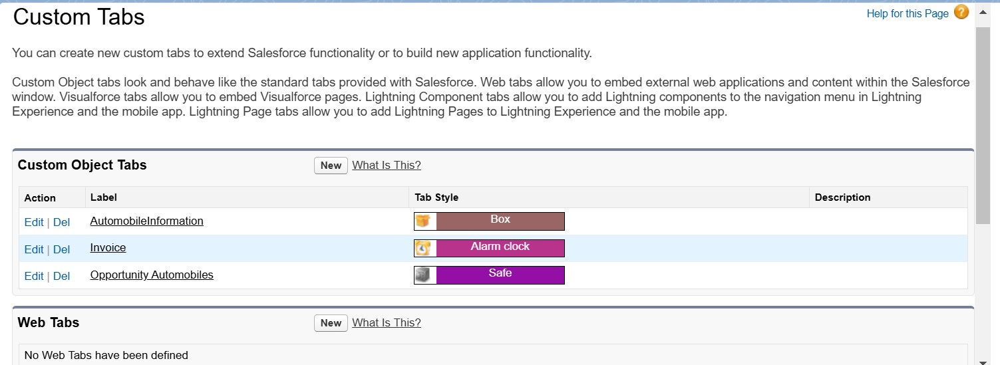 Custom Tabs
Help for this Page
You can create new custom tabs to extend Salesforce functionality or to build new application functionality.
Custom Object tabs look and behave like the standard tabs provided with Salesforce. Web tabs allow you to embed external web applications and content within the Salesforce
window. Visualforce tabs allow you to embed Visualforce pages. Lightning Component tabs allow you to add Lightning components to the navigation menu in Lightning
Experience and the mobile app. Lightning Page tabs allow you to add Lightning Pages to Lightning Experience and the mobile app.
Custom Object Tabs New What Is This?
Action Label Tab Style Description
Edit | Del AutomobileInformation Box
Edit | Del Invoice Alarm clock
Edit | Del Opportunity Automobiles Safe
Web Tabs New What Is This?
No Web Tabs have been defined